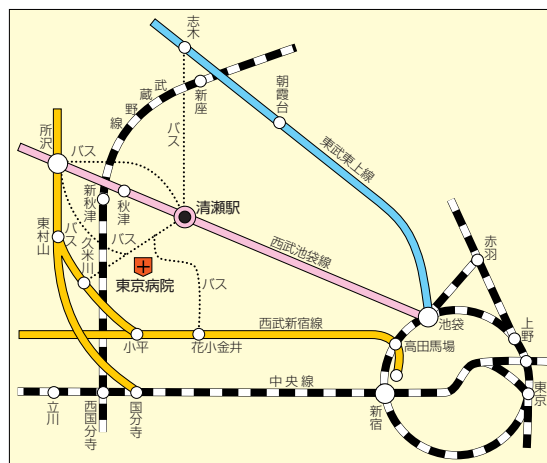 志木
武蔵野線
新座
朝霞台
バス
東武東上線
所沢
バス
新秋津
秋津
清瀬駅
東村山
バス
久米川
バス
東京病院
西武池袋線
赤羽
バス
池袋
西武新宿線
上野
小平
花小金井
高田馬場
中央線
立川
西国分寺
国分寺
新宿
東京